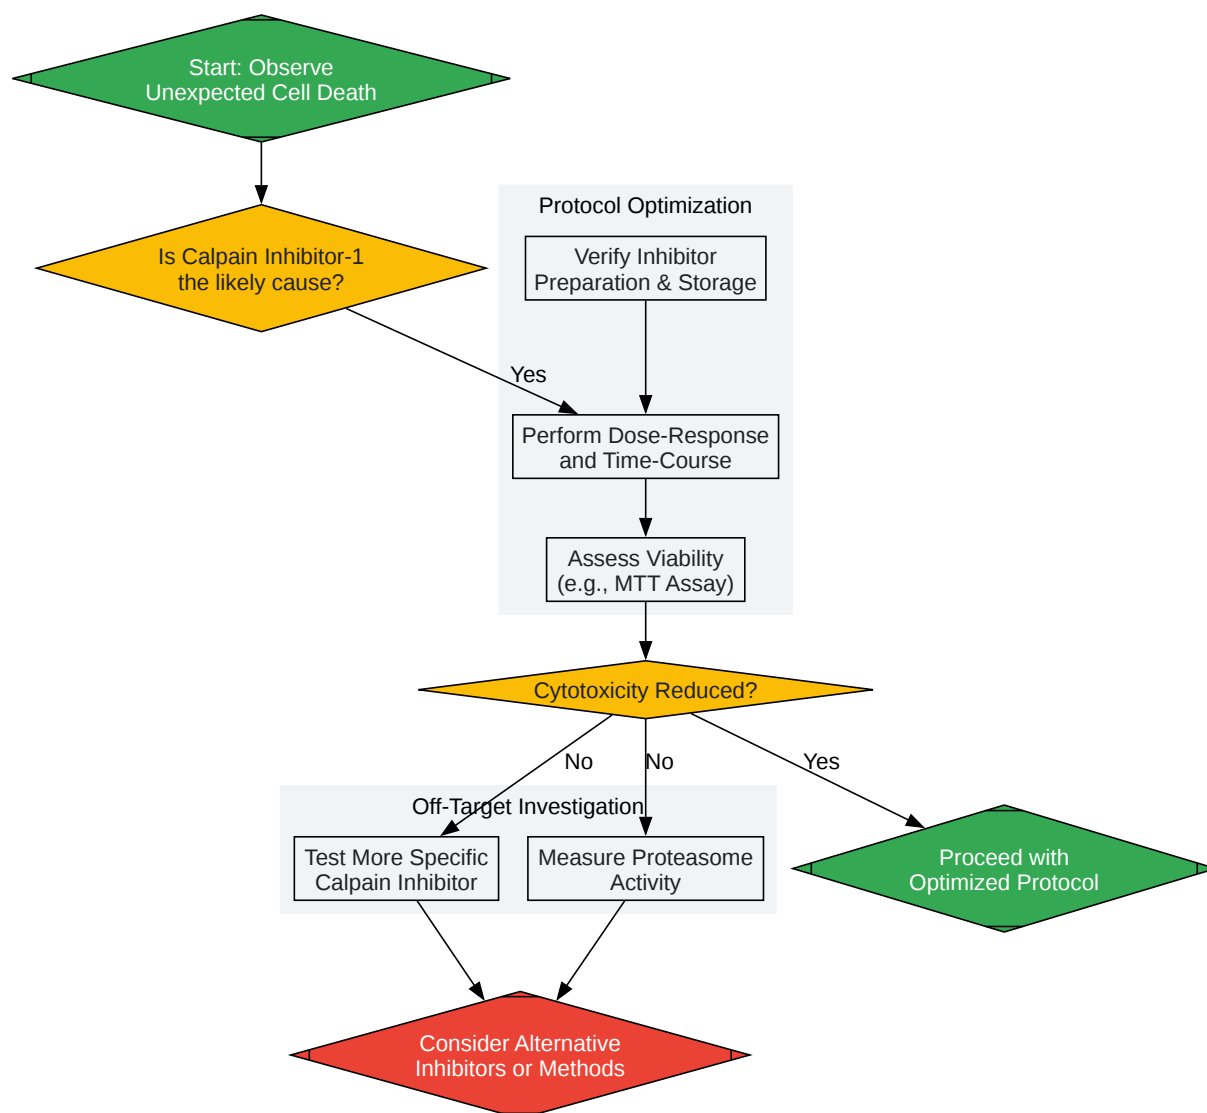 Start: Observe
Unexpected Cell Death
Is Calpain Inhibitor-1
the likely cause?
Protocol Optimization
Verify Inhibitor
Preparation & Storage
Yes
Perform Dose-Response
and Time-Course
Assess Viability
(e.g., MTT Assay)
Cytotoxicity Reduced?
No
No
Yes
Off-Target Investigation
Test More Specific
Calpain Inhibitor
Measure Proteasome
Activity
Proceed with
Optimized Protocol
Consider Alternative
Inhibitors or Methods